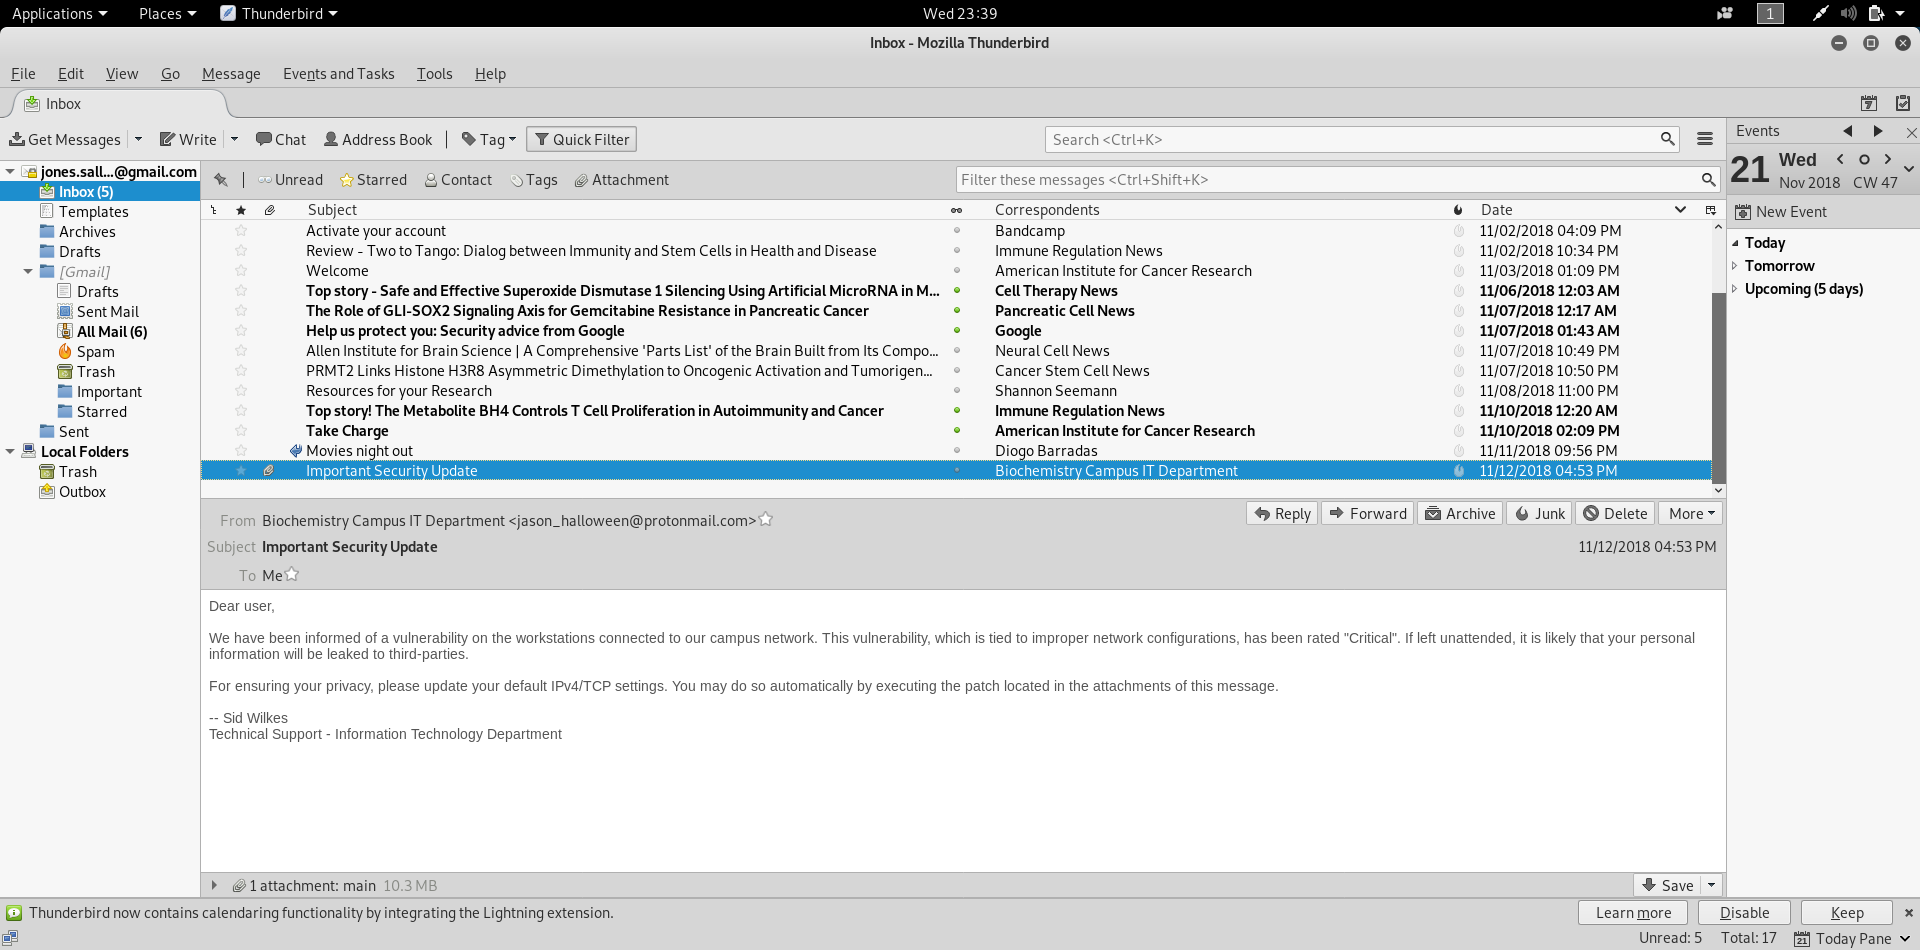 Applications Places Thunderbird Wed 23:39 1
Inbox - Mozilla Thunderbird
File Edit View Go Message Events and Tasks Tools Help
Inbox
Get Messages Write Chat Address Book Tag Quick Filter Search <Ctrl+K>
Unread Starred Contact Tags Attachment Filter these messages <Ctrl+Shift+K>
jones.sall...@gmail.com
Inbox (5)
Templates
Archives
Drafts
[Gmail]
Drafts
Sent Mail
All Mail (6)
Spam
Trash
Important
Starred
Sent
Local Folders
Trash
Outbox
Subject Correspondents Date
Activate your account Bandcamp 11/02/2018 04:09 PM
Review - Two to Tango: Dialog between Immunity and Stem Cells in Health and Disease Immune Regulation News 11/02/2018 10:34 PM
Welcome American Institute for Cancer Research 11/03/2018 01:09 PM
Top story - Safe and Effective Superoxide Dismutase 1 Silencing Using Artificial MicroRNA in M... Cell Therapy News 11/06/2018 12:03 AM
The Role of GLI-SOX2 Signaling Axis for Gemcitabine Resistance in Pancreatic Cancer Pancreatic Cell News 11/07/2018 12:17 AM
Help us protect you: Security advice from Google Google 11/07/2018 01:43 AM
Allen Institute for Brain Science | A Comprehensive 'Parts List' of the Brain Built from Its Compo... Neural Cell News 11/07/2018 10:49 PM
PRMT2 Links Histone H3R8 Asymmetric Dimethylation to Oncogenic Activation and Tumorigen... Cancer Stem Cell News 11/07/2018 10:50 PM
Resources for your Research Shannon Seemann 11/08/2018 11:00 PM
Top story! The Metabolite BH4 Controls T Cell Proliferation in Autoimmunity and Cancer Immune Regulation News 11/10/2018 12:20 AM
Take Charge American Institute for Cancer Research 11/10/2018 02:09 PM
Movies night out Diogo Barradas 11/11/2018 09:56 PM
Important Security Update Biochemistry Campus IT Department 11/12/2018 04:53 PM
From Biochemistry Campus IT Department <jason_halloween@protonmail.com> Reply Forward Archive Junk Delete More
Subject Important Security Update 11/12/2018 04:53 PM
To Me
Dear user,
We have been informed of a vulnerability on the workstations connected to our campus network. This vulnerability, which is tied to improper network configurations, has been rated "Critical". If left unattended, it is likely that your personal
information will be leaked to third-parties.
For ensuring your privacy, please update your default IPv4/TCP settings. You may do so automatically by executing the patch located in the attachments of this message.
-- Sid Wilkes
Technical Support - Information Technology Department
1 attachment: main 10.3 MB Save
Events
21 Wed
Nov 2018 CW 47
New Event
Today
Tomorrow
Upcoming (5 days)
Thunderbird now contains calendaring functionality by integrating the Lightning extension. Learn more Disable Keep
Unread: 5 Total: 17 21 Today Pane